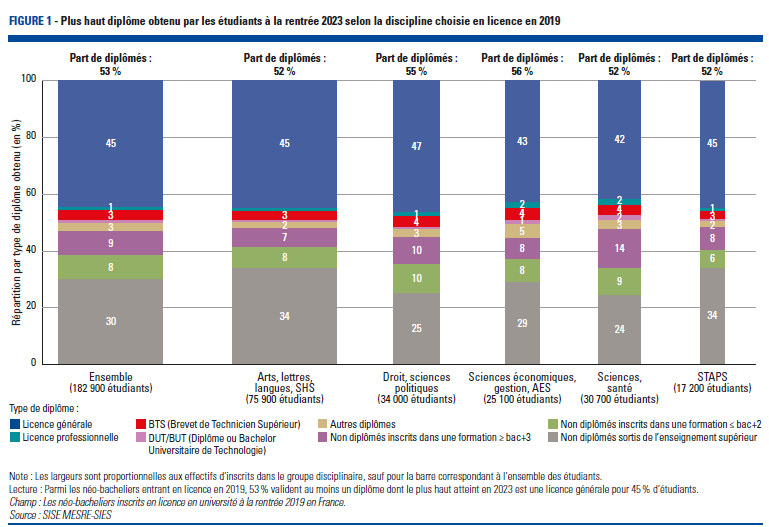 FIGURE 1 - Plus haut diplôme obtenu par les étudiants à la rentrée 2023 selon la discipline choisie en licence en 2019
Part de diplômés : Part de diplômés : Part de diplômés : Part de diplômés : Part de diplômés : Part de diplômés :
53 % 52 % 55 % 56 % 52 % 52 %
Répartition par type de diplôme obtenu (en %)
100
80
60
40
20
0
45
1
3
3
9
8
30
45
3
2
7
8
34
47
1
4
3
10
10
25
43
2
4
1
5
8
8
29
42
2
4
2
3
14
9
24
45
1
3
2
8
6
34
Ensemble
(182 900 étudiants)
Arts, lettres,
langues, SHS
(75 900 étudiants)
Droit, sciences
politiques
(34 000 étudiants)
Sciences économiques,
gestion, AES
(25 100 étudiants)
Sciences,
santé
(30 700 étudiants)
STAPS
(17 200 étudiants)
Type de diplôme :
Licence générale
Licence professionnelle
BTS (Brevet de Technicien Supérieur)
DUT/BUT (Diplôme ou Bachelor
Universitaire de Technologie)
Autres diplômes
Non diplômés inscrits dans une formation ≥ bac+3
Non diplômés inscrits dans une formation ≤ bac+2
Non diplômés sortis de l'enseignement supérieur
Note : Les largeurs sont proportionnelles aux effectifs d'inscrits dans le groupe disciplinaire, sauf pour la barre correspondant à l'ensemble des étudiants.
Lecture : Parmi les néo-bacheliers entrant en licence en 2019, 53 % valident au moins un diplôme dont le plus haut atteint en 2023 est une licence générale pour 45 % d'étudiants.
Champ : Les néo-bacheliers inscrits en licence en université à la rentrée 2019 en France.
Source : SISE MESRE-SIES